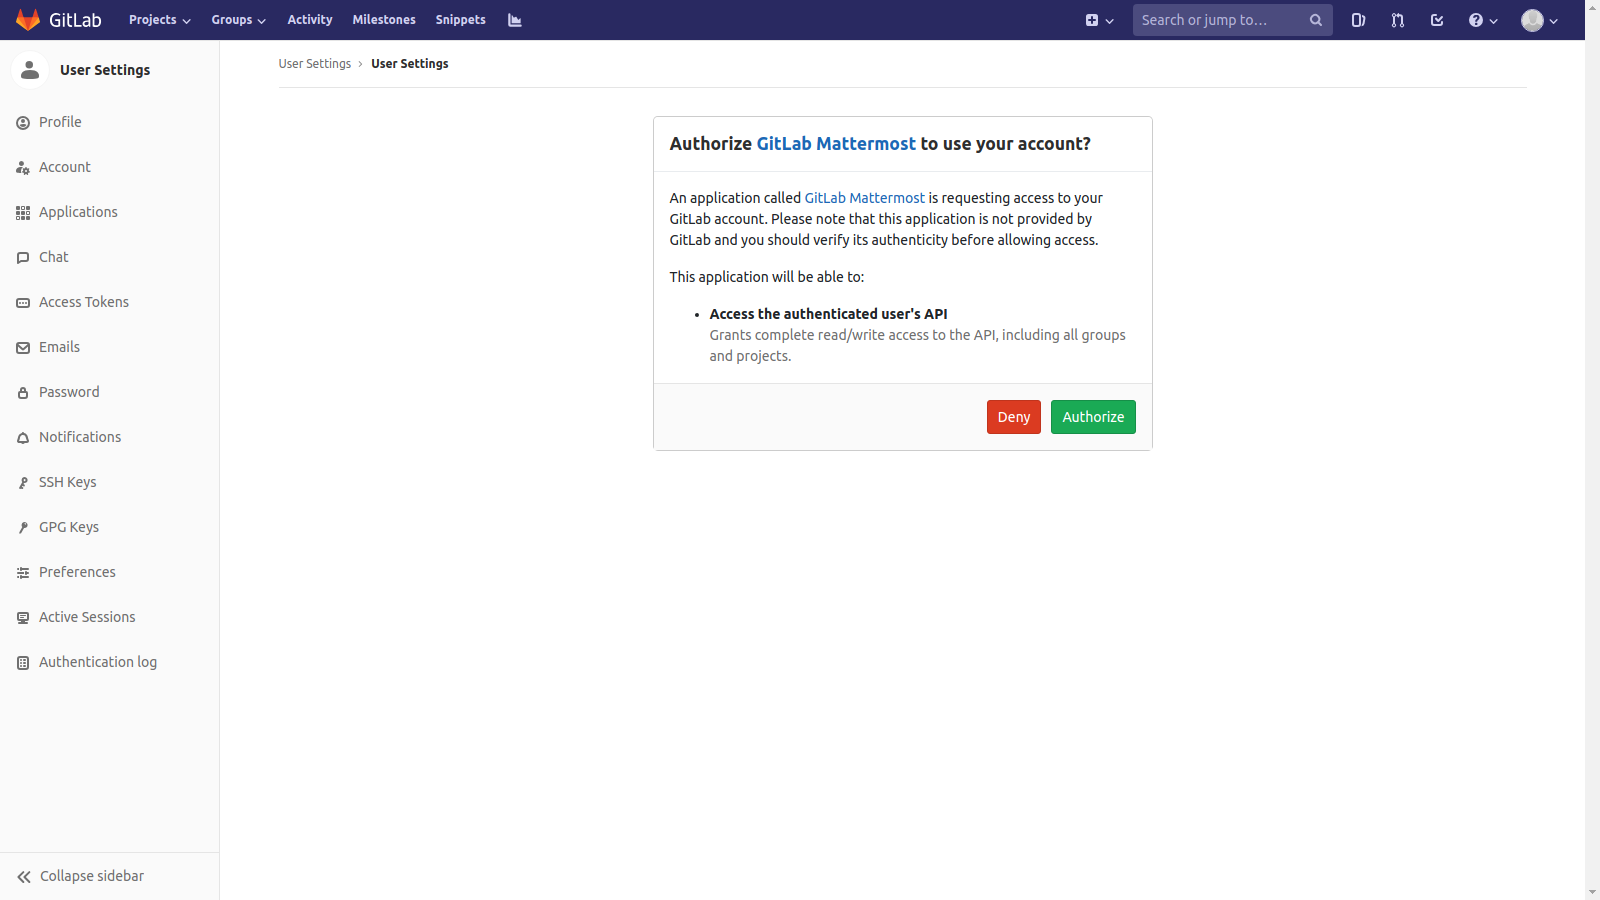 GitLab
Projects
Groups
Activity
Milestones
Snippets
Search or jump to...
User Settings
Profile
Account
Applications
Chat
Access Tokens
Emails
Password
Notifications
SSH Keys
GPG Keys
Preferences
Active Sessions
Authentication log
Collapse sidebar
User Settings › User Settings
Authorize GitLab Mattermost to use your account?
An application called GitLab Mattermost is requesting access to your
GitLab account. Please note that this application is not provided by
GitLab and you should verify its authenticity before allowing access.
This application will be able to:
• Access the authenticated user's API
Grants complete read/write access to the API, including all groups
and projects.
Deny
Authorize